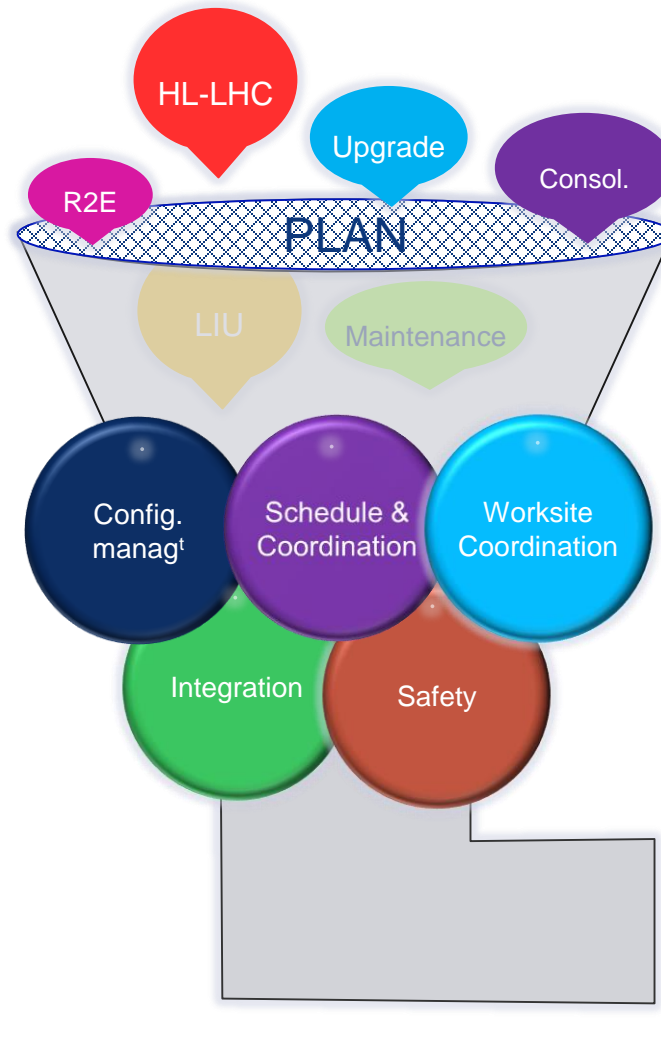 HL-LHC
Upgrade
Consol.
R2E
PLAN
LIU
Maintenance
Config.
managᵗ
Schedule &
Coordination
Worksite
Coordination
Integration
Safety